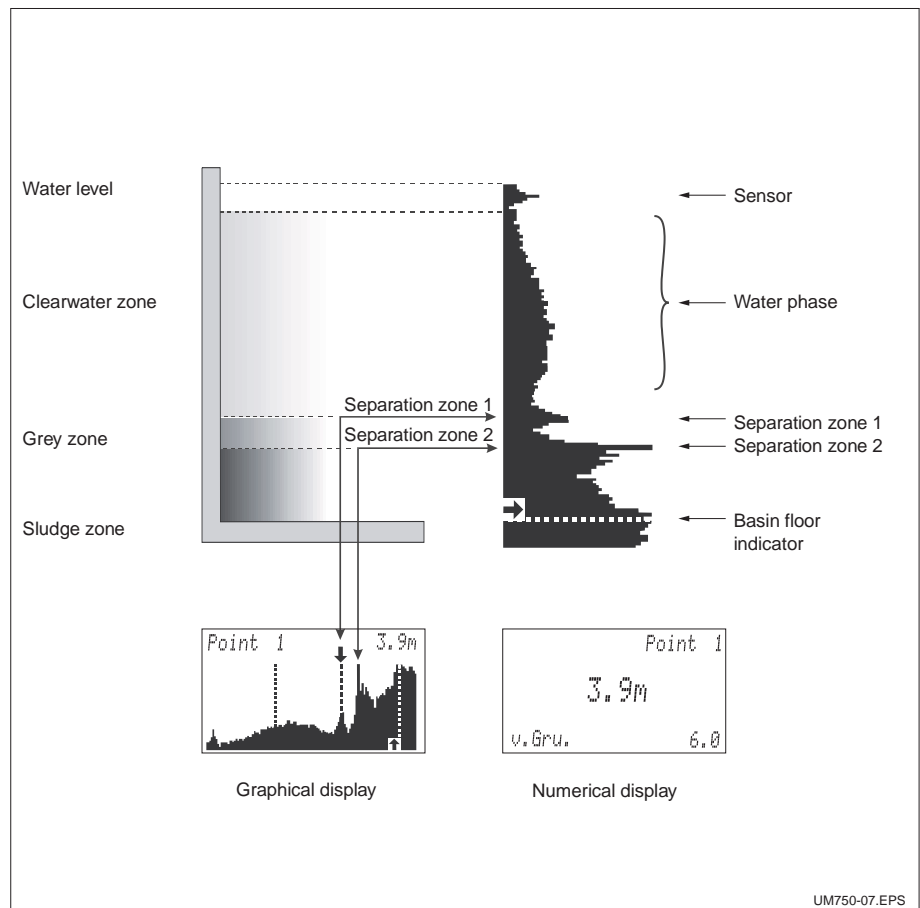 Water level
Sensor
Clearwater zone
Water phase
Separation zone 1
Separation zone 1
Grey zone
Separation zone 2
Separation zone 2
Sludge zone
Basin floor
indicator
Point 1 3.9m
Point 1
3.9m
v.Gru. 6.0
Graphical display
Numerical display
UM750-07.EPS